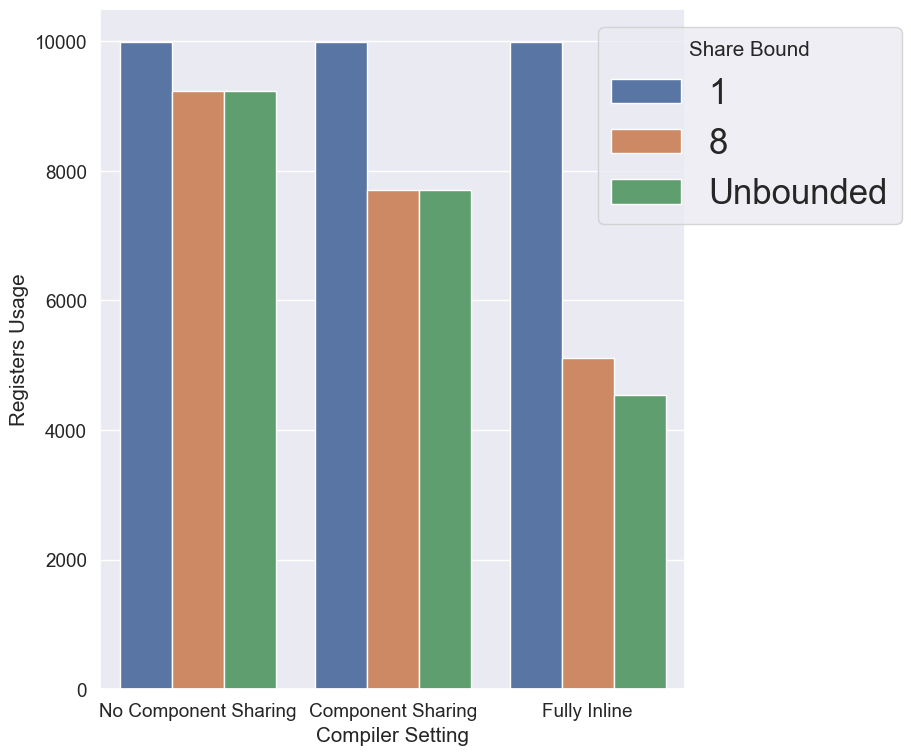 Share Bound
1
8
Unbounded
Registers Usage
10000
8000
6000
4000
2000
0
No Component Sharing Component Sharing Fully Inline
Compiler Setting